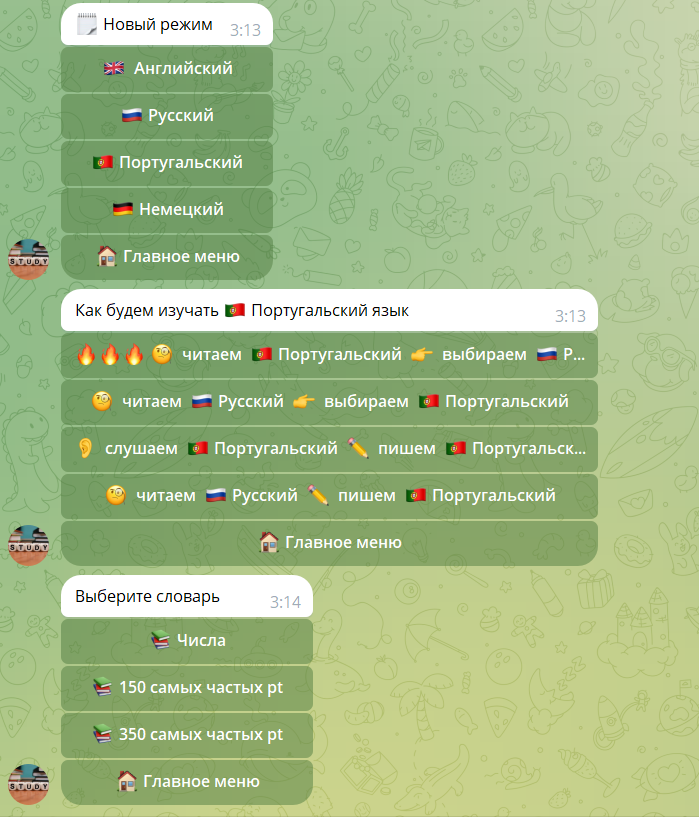 Новый режим
3:13
Английский
Русский
Португальский
Немецкий
Главное меню
STUDY
Как будем изучать Португальский язык
3:13
читаем Португальский выбираем Р...
читаем Русский выбираем Португальский
слушаем Португальский пишем Португальск...
читаем Русский пишем Португальский
Главное меню
STUDY
Выберите словарь
3:14
Числа
150 самых частых pt
350 самых частых pt
Главное меню
STUDY